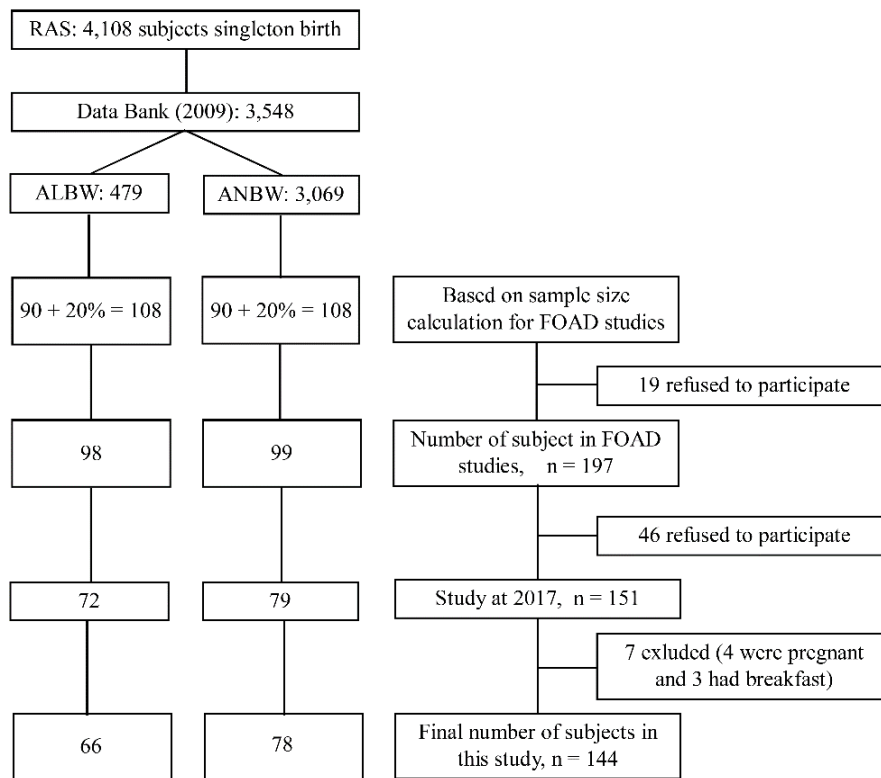 RAS: 4,108 subjects singleton birth
Data Bank (2009): 3,548
ALBW: 479
ANBW: 3,069
90 + 20% = 108
90 + 20% = 108
Based on sample size
calculation for FOAD studies
19 refused to participate
98
99
Number of subject in FOAD
studies, n = 197
46 refused to participate
72
79
Study at 2017, n = 151
7 exluded (4 were pregnant
and 3 had breakfast)
66
78
Final number of subjects in
this study, n = 144